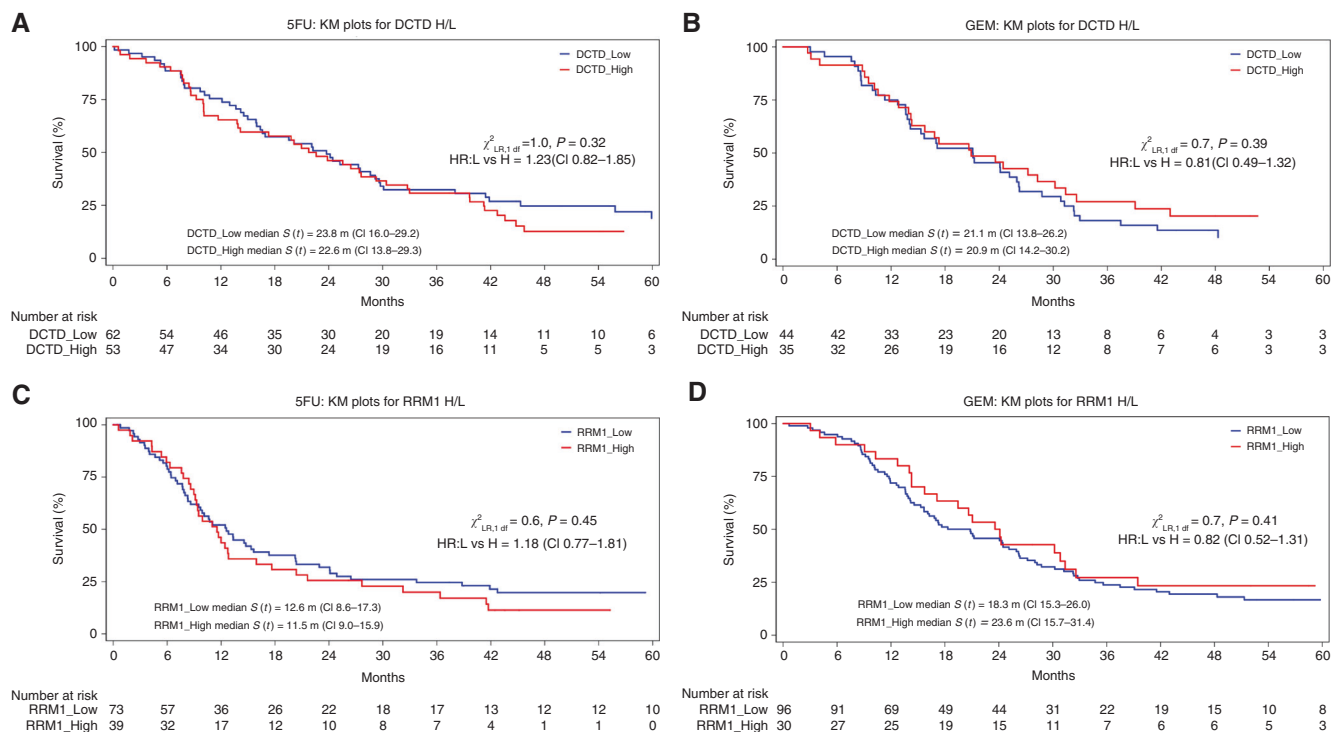 A
5FU: KM plots for DCTD H/L
Survival (%)
100
75
50
25
0
DCTD_Low
DCTD_High
χ²LR,1 df =1.0, P = 0.32
HR:L vs H = 1.23(CI 0.82–1.85)
DCTD_Low median S (t) = 23.8 m (CI 16.0–29.2)
DCTD_High median S (t) = 22.6 m (CI 13.8–29.3)
0 6 12 18 24 30 36 42 48 54 60
Months
Number at risk
DCTD_Low 62 54 46 35 30 20 19 14 11 10 6
DCTD_High 53 47 34 30 24 19 16 11 5 5 3
B
GEM: KM plots for DCTD H/L
Survival (%)
100
75
50
25
0
DCTD_Low
DCTD_High
χ²LR,1 df = 0.7, P = 0.39
HR:L vs H = 0.81(CI 0.49–1.32)
DCTD_Low median S (t) = 21.1 m (CI 13.8–26.2)
DCTD_High median S (t) = 20.9 m (CI 14.2–30.2)
0 6 12 18 24 30 36 42 48 54 60
Months
Number at risk
DCTD_Low 44 42 33 23 20 13 8 6 4 3 3
DCTD_High 35 32 26 19 16 12 8 7 6 3 3
C
5FU: KM plots for RRM1 H/L
Survival (%)
100
75
50
25
0
RRM1_Low
RRM1_High
χ²LR,1 df = 0.6, P = 0.45
HR:L vs H = 1.18 (CI 0.77–1.81)
RRM1_Low median S (t) = 12.6 m (CI 8.6–17.3)
RRM1_High median S (t) = 11.5 m (CI 9.0–15.9)
0 6 12 18 24 30 36 42 48 54 60
Months
Number at risk
RRM1_Low 73 57 36 26 22 18 17 13 12 12 10
RRM1_High 39 32 17 12 10 8 7 4 1 1 0
D
GEM: KM plots for RRM1 H/L
Survival (%)
100
75
50
25
0
RRM1_Low
RRM1_High
χ²LR,1 df = 0.7, P = 0.41
HR:L vs H = 0.82 (CI 0.52–1.31)
RRM1_Low median S (t) = 18.3 m (CI 15.3–26.0)
RRM1_High median S (t) = 23.6 m (CI 15.7–31.4)
0 6 12 18 24 30 36 42 48 54 60
Months
Number at risk
RRM1_Low 96 91 69 49 44 31 22 19 15 10 8
RRM1_High 30 27 25 19 15 11 7 6 6 5 3